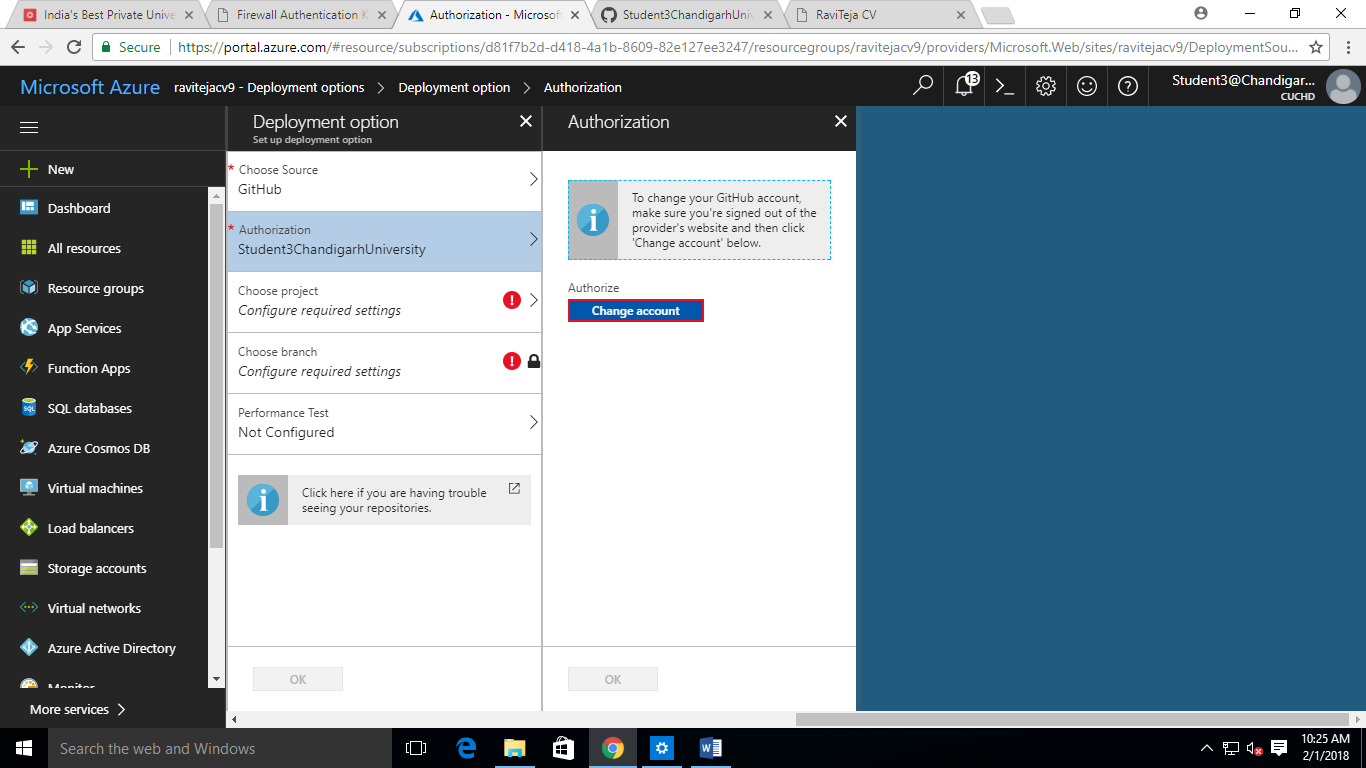 India's Best Private Unive
Firewall Authentication K
Authorization - Microsof
Student3ChandigarhUniv
RaviTeja CV
Secure
https://portal.azure.com/#resource/subscriptions/d81f7b2d-d418-4a1b-8609-82e127ee3247/resourcegroups/ravitejacv9/providers/Microsoft.Web/sites/ravitejacv9/DeploymentSou...
Microsoft Azure
ravitejacv9 - Deployment options > Deployment option > Authorization
13
Student3@Chandigar...
CUCHD
New
Dashboard
All resources
Resource groups
App Services
Function Apps
SQL databases
Azure Cosmos DB
Virtual machines
Load balancers
Storage accounts
Virtual networks
Azure Active Directory
Monitor
More services
Deployment option
Set up deployment option
* Choose Source
GitHub
* Authorization
Student3ChandigarhUniversity
Choose project
Configure required settings
Choose branch
Configure required settings
Performance Test
Not Configured
Click here if you are having trouble
seeing your repositories.
OK
Authorization
To change your GitHub account,
make sure you're signed out of the
provider's website and then click
'Change account' below.
Authorize
Change account
OK
Search the web and Windows
10:25 AM
2/1/2018